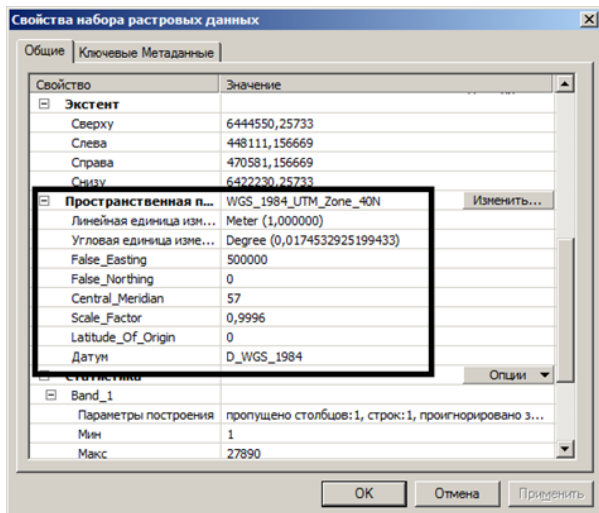 Свойства набора растровых данных
Общие Ключевые Метаданные
Свойство Значение
Экстент
Сверху 6444550,25733
Слева 448111,156669
Справа 470581,156669
Снизу 6422230,25733
Пространственная п... WGS_1984_UTM_Zone_40N Изменить...
Линейная единица изм... Meter (1,000000)
Угловая единица изме... Degree (0,0174532925199433)
False_Easting 500000
False_Northing 0
Central_Meridian 57
Scale_Factor 0,9996
Latitude_Of_Origin 0
Датум D_WGS_1984
Статистика Опции
Band_1
Параметры построения пропущено столбцов:1, строк:1, проигнорировано з...
Мин 1
Макс 27890
OK Отмена Применить